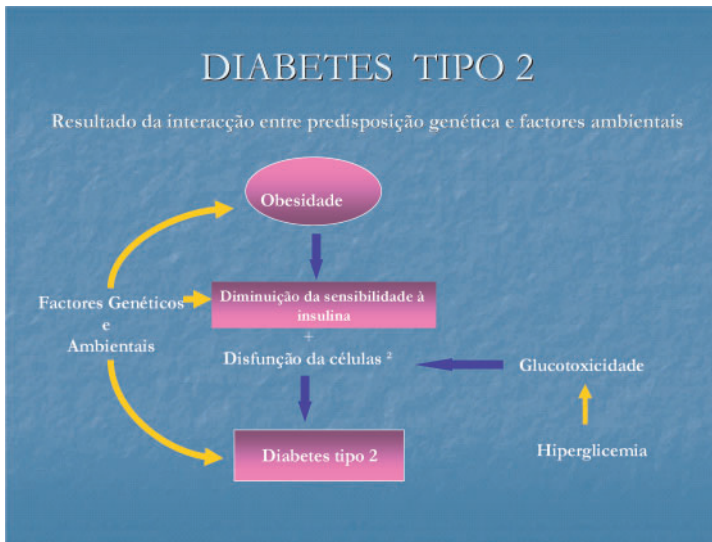 DIABETES TIPO 2
Resultado da interacção entre predisposição genética e factores ambientais
Obesidade
Factores Genéticos
e
Ambientais
Diminuição da sensibilidade à
insulina
+
Disfunção da células ²
Glucotoxicidade
Hiperglicemia
Diabetes tipo 2